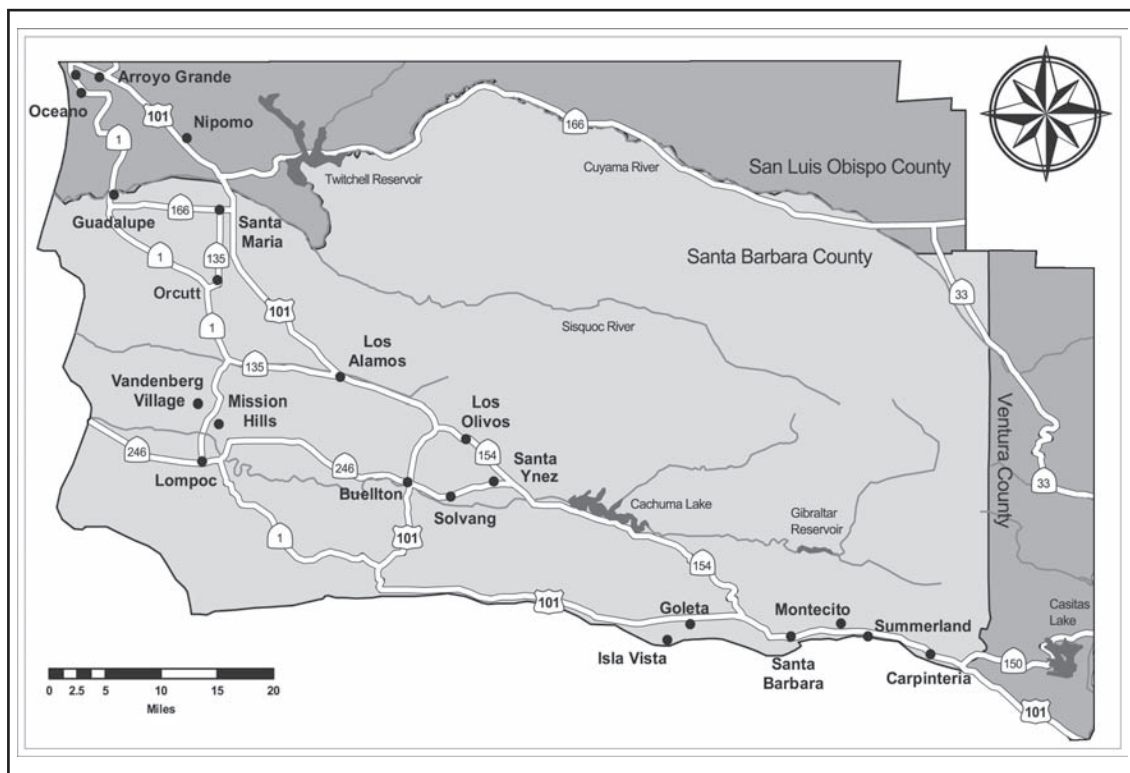 Arroyo Grande
Oceano
101
Nipomo
1
166
San Luis Obispo County
Twitchell Reservoir
Cuyama River
Guadalupe
166
Santa
Maria
Santa Barbara County
1
135
Orcutt
101
33
1
Sisquoc River
135
Los
Alamos
Vandenberg
Village
Mission
Hills
Los
Olivos
Ventura County
246
154
Santa
Ynez
246
Lompoc
Buellton
Solvang
Cachuma Lake
33
Gibraltar
Reservoir
1
101
154
101
Goleta
Montecito
Summerland
Casitas
Lake
Isla Vista
Santa
Barbara
Carpinteria
150
101
0 2.5 5 10 15 20
Miles